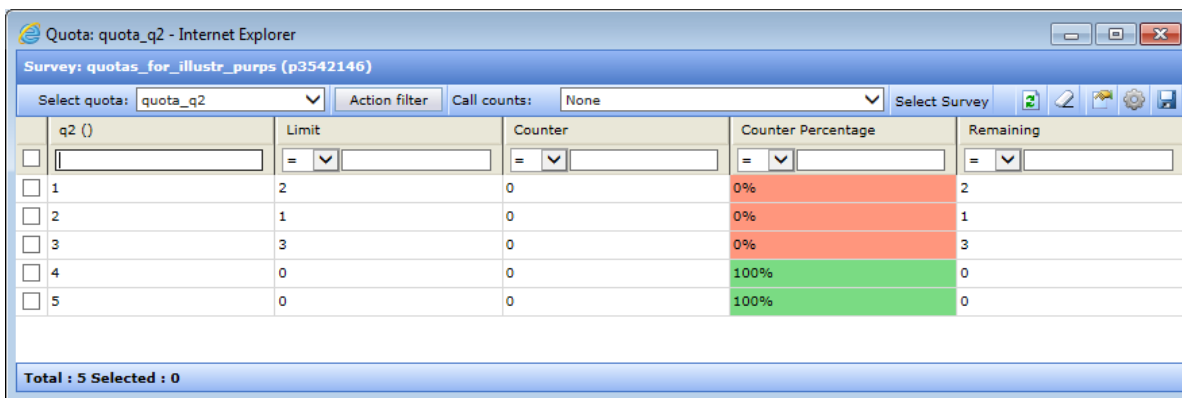 Quota: quota_q2 - Internet Explorer
Survey: quotas_for_illustr_purps (p3542146)
Select quota: quota_q2 Action filter Call counts: None Select Survey
q2 () Limit Counter Counter Percentage Remaining
= = = =
1 2 0 0% 2
2 1 0 0% 1
3 3 0 0% 3
4 0 0 100% 0
5 0 0 100% 0
Total : 5 Selected : 0